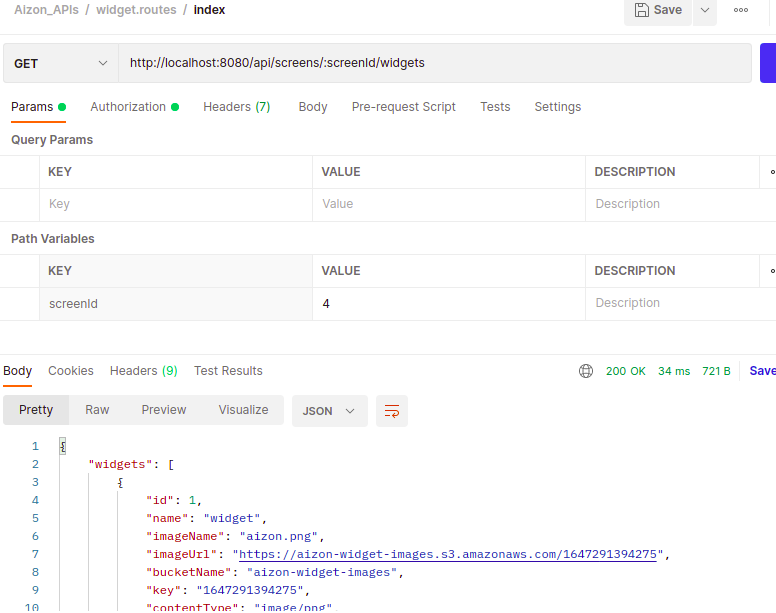 Aizon_APIs / widget.routes / index
Save
GET http://localhost:8080/api/screens/:screenId/widgets
Params Authorization Headers (7) Body Pre-request Script Tests Settings
Query Params
KEY VALUE DESCRIPTION
Key Value Description
Path Variables
KEY VALUE DESCRIPTION
screenId 4 Description
Body Cookies Headers (9) Test Results 200 OK 34 ms 721 B Save
Pretty Raw Preview Visualize JSON
1 {
2 "widgets": [
3 {
4 "id": 1,
5 "name": "widget",
6 "imageName": "aizon.png",
7 "imageUrl": "https://aizon-widget-images.s3.amazonaws.com/1647291394275",
8 "bucketName": "aizon-widget-images",
9 "key": "1647291394275",
10 "contentType": "image/png",